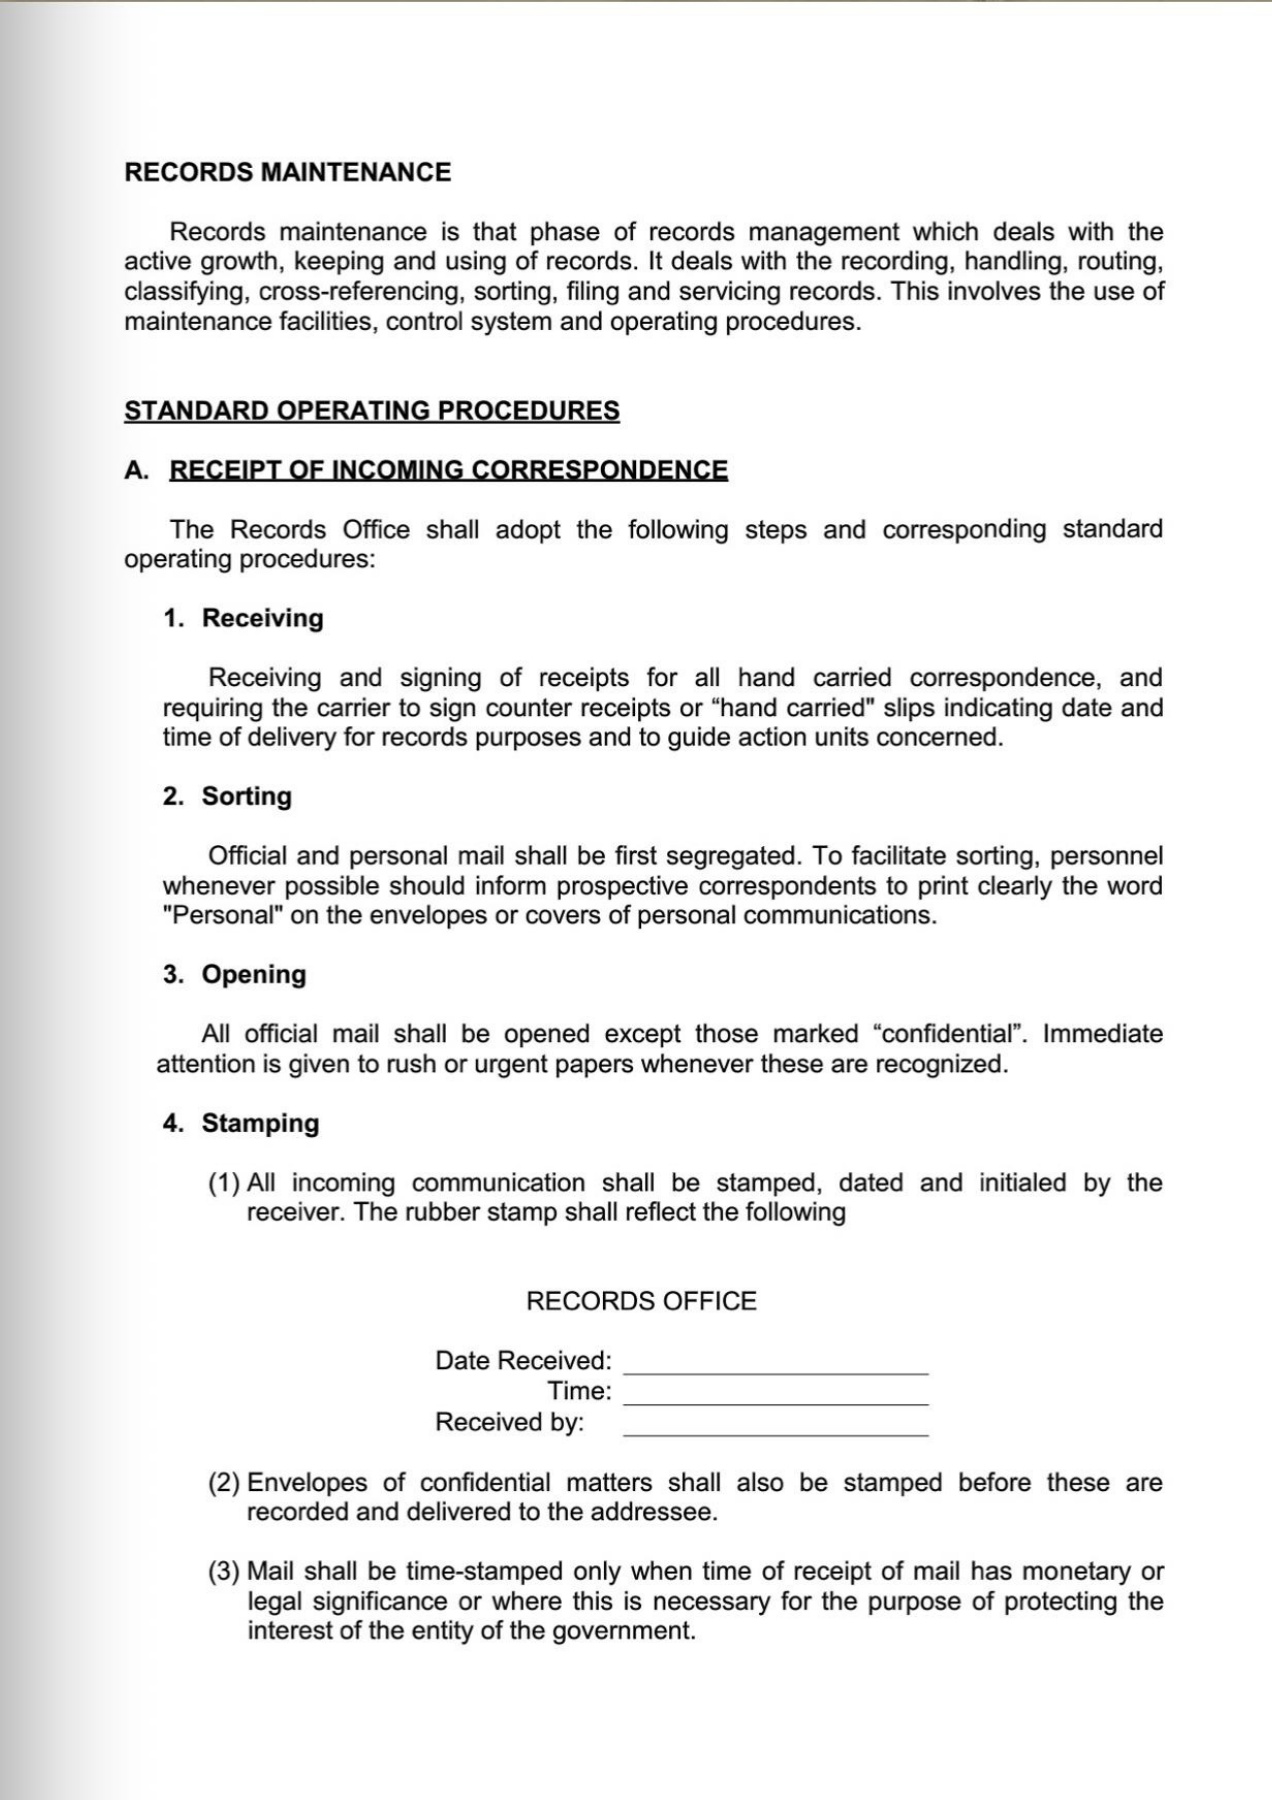 RECORDS MAINTENANCE
Records maintenance is that phase of records management which deals with the
active growth, keeping and using of records. It deals with the recording, handling, routing,
classifying, cross-referencing, sorting, filing and servicing records. This involves the use of
maintenance facilities, control system and operating procedures.
STANDARD OPERATING PROCEDURES
A. RECEIPT OF INCOMING CORRESPONDENCE
The Records Office shall adopt the following steps and corresponding standard
operating procedures:
1. Receiving
Receiving and signing of receipts for all hand carried correspondence, and
requiring the carrier to sign counter receipts or “hand carried" slips indicating date and
time of delivery for records purposes and to guide action units concerned.
2. Sorting
Official and personal mail shall be first segregated. To facilitate sorting, personnel
whenever possible should inform prospective correspondents to print clearly the word
"Personal" on the envelopes or covers of personal communications.
3. Opening
All official mail shall be opened except those marked “confidential”. Immediate
attention is given to rush or urgent papers whenever these are recognized.
4. Stamping
(1) All incoming communication shall be stamped, dated and initialed by the
receiver. The rubber stamp shall reflect the following
RECORDS OFFICE
Date Received:
Time:
Received by:
(2) Envelopes of confidential matters shall also be stamped before these are
recorded and delivered to the addressee.
(3) Mail shall be time-stamped only when time of receipt of mail has monetary or
legal significance or where this is necessary for the purpose of protecting the
interest of the entity of the government.